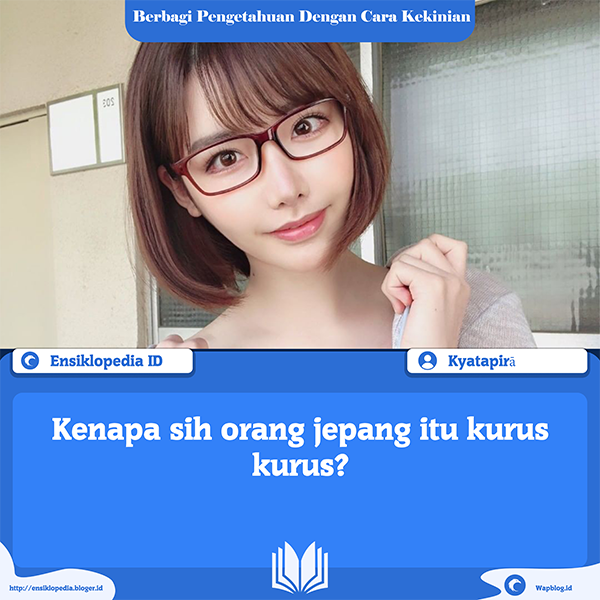 Berbagi Pengetahuan Dengan Cara Kekinian
203
Ensiklopedia ID
Kyatapirā
Kenapa sih orang jepang itu kurus
kurus?
http://ensiklopedia.bloger.id
Wapblog.id